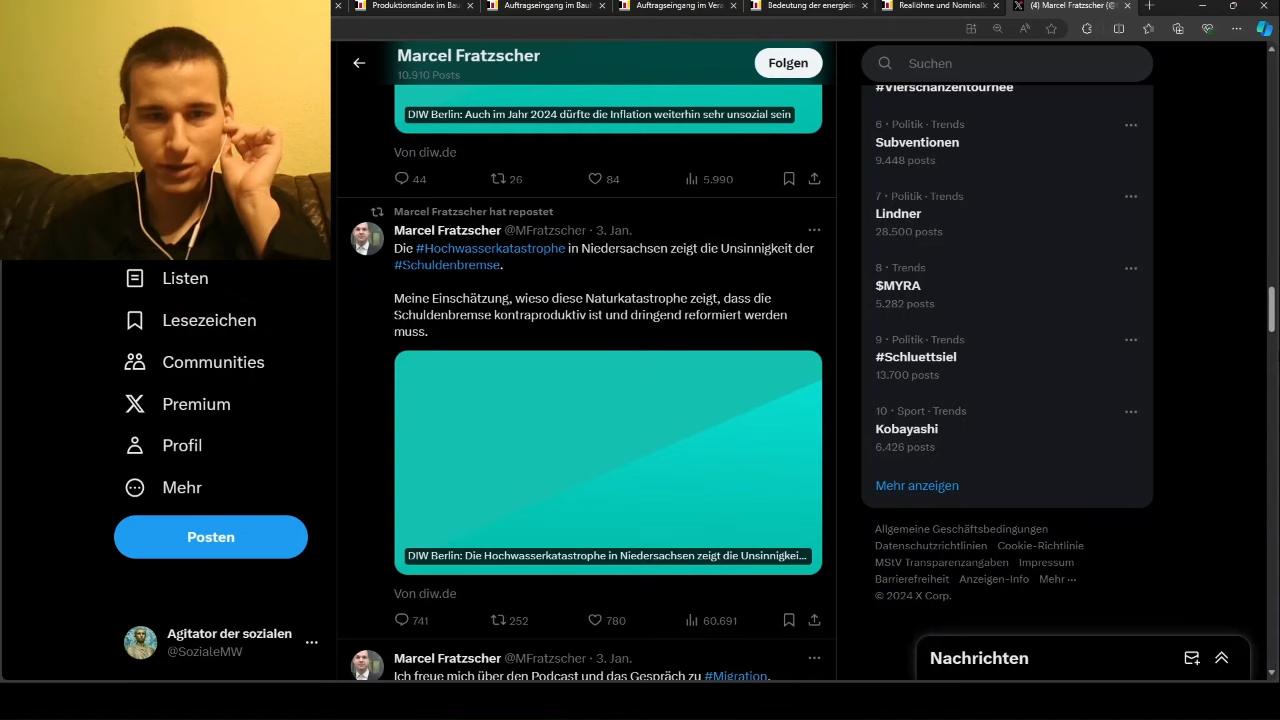 Produktionsindex im Bau
Auftragseingang im Bauh
Auftragseingang im Vera
Bedeutung der energiein
Reallöhne und Nominallo
(4) Marcel Fratzscher (@
Marcel Fratzscher
10.910 Posts
Folgen
Suchen
DIW Berlin: Auch im Jahr 2024 dürfte die Inflation weiterhin sehr unsozial sein
Von diw.de
44
26
84
5.990
Marcel Fratzscher hat repostet
Marcel Fratzscher @MFratzscher · 3. Jan.
Die #Hochwasserkatastrophe in Niedersachsen zeigt die Unsinnigkeit der
#Schuldenbremse.
Meine Einschätzung, wieso diese Naturkatastrophe zeigt, dass die
Schuldenbremse kontraproduktiv ist und dringend reformiert werden
muss.
DIW Berlin: Die Hochwasserkatastrophe in Niedersachsen zeigt die Unsinnigkei...
Von diw.de
741
252
780
60.691
Marcel Fratzscher @MFratzscher · 3. Jan.
Ich freue mich über den Podcast und das Gespräch zu #Migration,
Listen
Lesezeichen
Communities
Premium
Profil
Mehr
Posten
Agitator der sozialen
@SozialeMW
#Vierschanzentournee
6 · Politik · Trends
Subventionen
9.448 posts
7 · Politik · Trends
Lindner
28.500 posts
8 · Trends
$MYRA
5.282 posts
9 · Politik · Trends
#Schluettsiel
13.700 posts
10 · Sport · Trends
Kobayashi
6.426 posts
Mehr anzeigen
Allgemeine Geschäftsbedingungen
Datenschutzrichtlinien Cookie-Richtlinie
MStV Transparenzangaben Impressum
Barrierefreiheit Anzeigen-Info Mehr ···
© 2024 X Corp.
Nachrichten